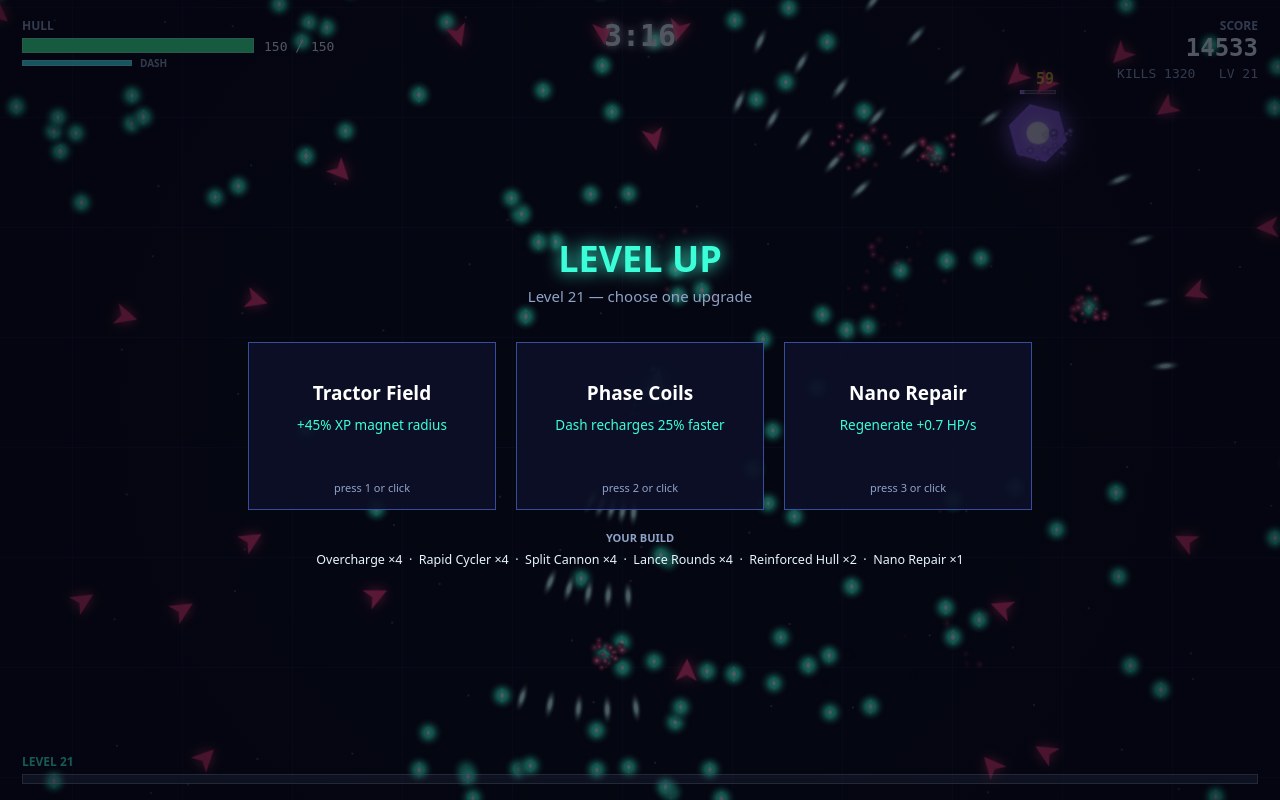 HULL
150 / 150
DASH
3:16
SCORE
14533
KILLS 1320 LV 21
59
LEVEL UP
Level 21 — choose one upgrade
Tractor Field
+45% XP magnet radius
press 1 or click
Phase Coils
Dash recharges 25% faster
press 2 or click
Nano Repair
Regenerate +0.7 HP/s
press 3 or click
YOUR BUILD
Overcharge ×4 · Rapid Cycler ×4 · Split Cannon ×4 · Lance Rounds ×4 · Reinforced Hull ×2 · Nano Repair ×1
LEVEL 21